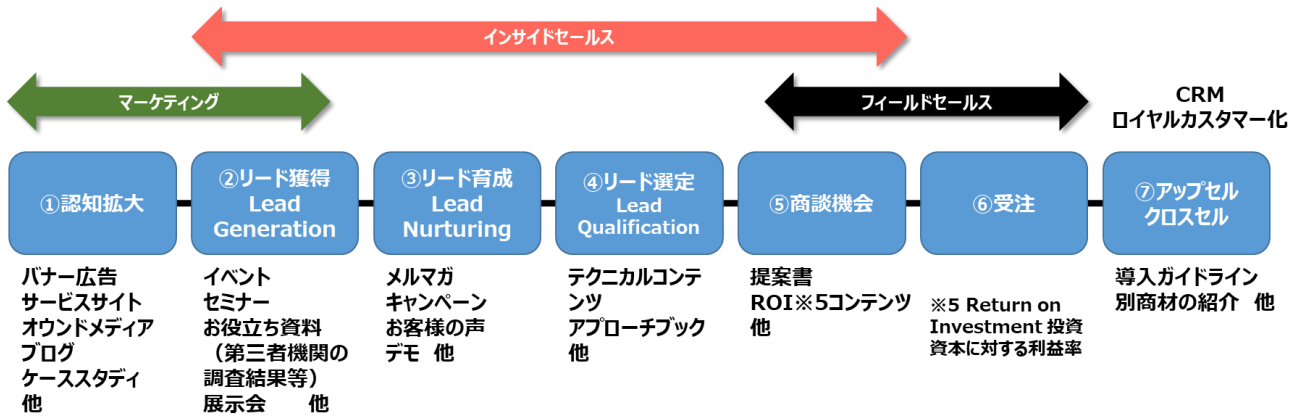 インサイドセールス
マーケティング
フィールドセールス
CRM
ロイヤルカスタマー化
①認知拡大
②リード獲得
Lead
Generation
③リード育成
Lead
Nurturing
④リード選定
Lead
Qualification
⑤商談機会
⑥受注
⑦アップセル
クロスセル
バナー広告
サービスサイト
オウンドメディア
ブログ
ケーススタディ
他
イベント
セミナー
お役立ち資料
（第三者機関の
調査結果等）
展示会　　他
メルマガ
キャンペーン
お客様の声
デモ 他
テクニカルコンテ
ンツ
アプローチブック
他
提案書
ROI※5コンテンツ
他
※5 Return on
Investment 投資
資本に対する利益率
導入ガイドライン
別商材の紹介 他